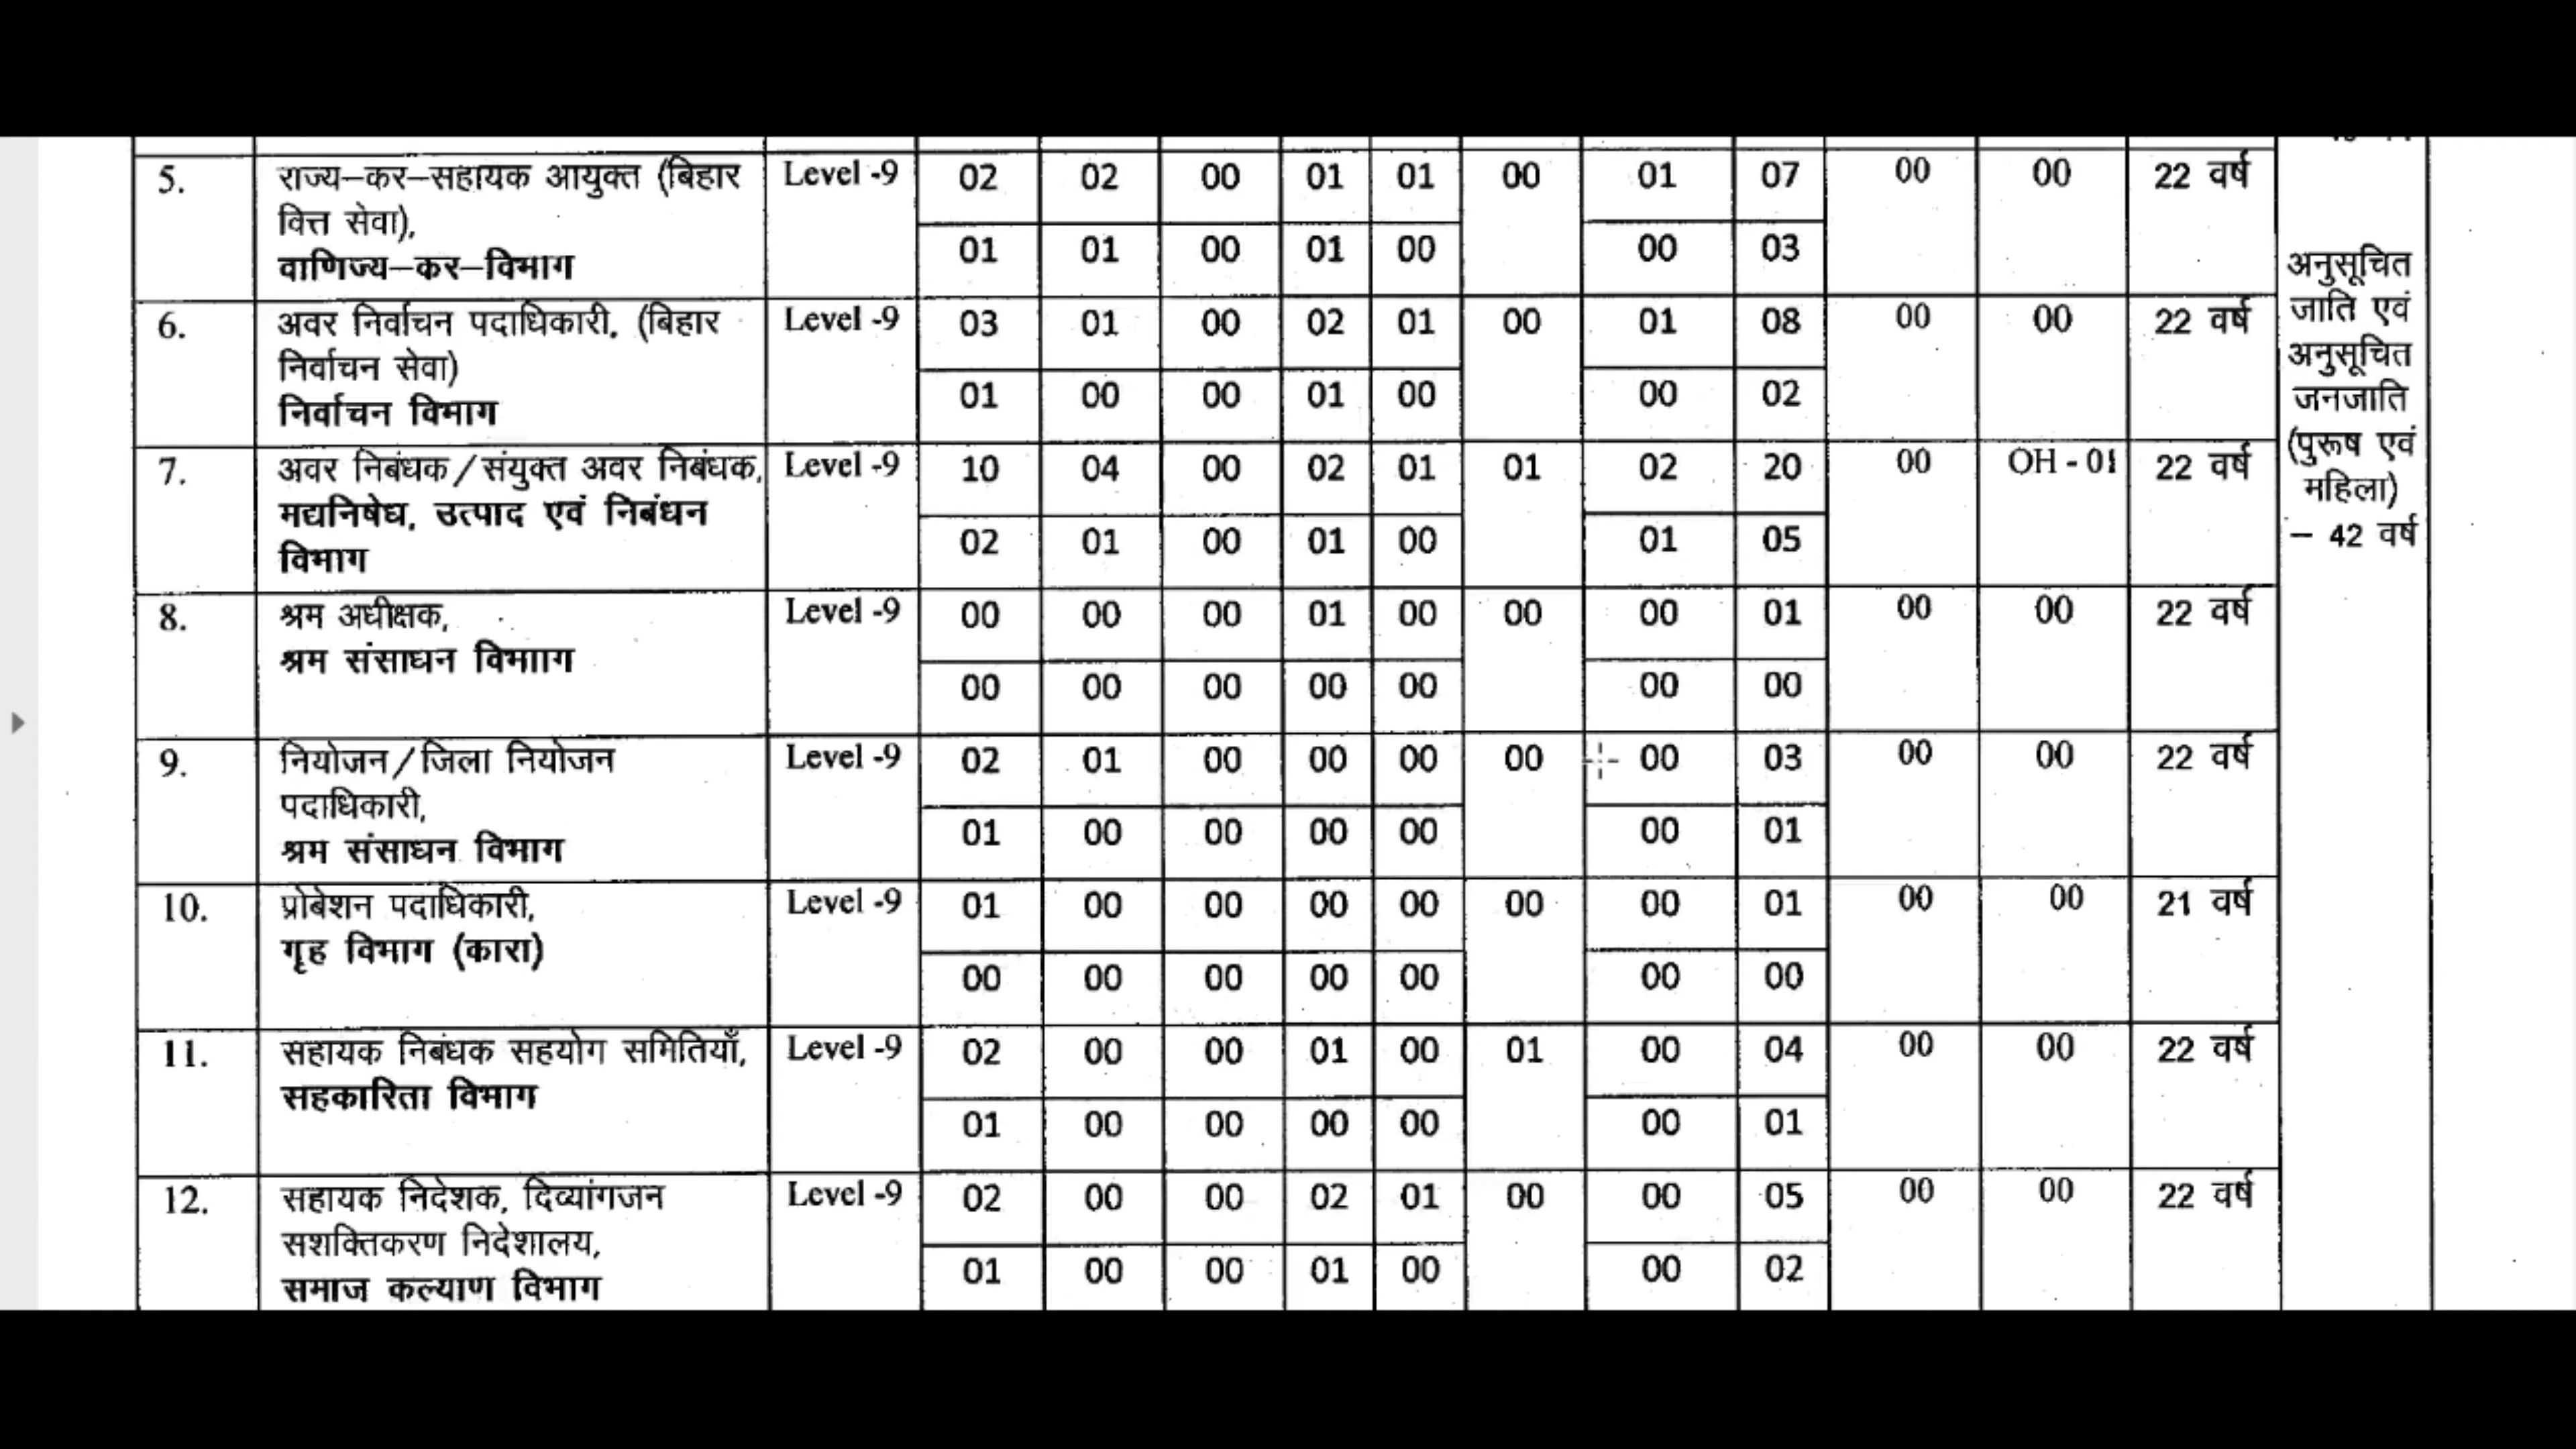 5. राज्य–कर–सहायक आयुक्त (बिहार Level -9 02 02 00 01 01 00 01 07 00 00 22 वर्ष
वित्त सेवा),
वाणिज्य–कर–विभाग 01 01 00 01 00 00 03
6. अवर निर्वाचन पदाधिकारी, (बिहार Level -9 03 01 00 02 01 00 01 08 00 00 22 वर्ष
निर्वाचन सेवा)
निर्वाचन विभाग 01 00 00 01 00 00 02
7. अवर निबंधक/संयुक्त अवर निबंधक, Level -9 10 04 00 02 01 01 02 20 00 OH - 01 22 वर्ष
मद्यनिषेध, उत्पाद एवं निबंधन
विभाग 02 01 00 01 00 01 05
8. श्रम अधीक्षक, Level -9 00 00 00 01 00 00 00 01 00 00 22 वर्ष
श्रम संसाधन विभााग 00 00 00 00 00 00 00
9. नियोजन/जिला नियोजन Level -9 02 01 00 00 00 00 00 03 00 00 22 वर्ष
पदाधिकारी,
श्रम संसाधन विभाग 01 00 00 00 00 00 01
10. प्रोबेशन पदाधिकारी, Level -9 01 00 00 00 00 00 00 01 00 00 21 वर्ष
गृह विभाग (कारा) 00 00 00 00 00 00 00
11. सहायक निबंधक सहयोग समितियाँ, Level -9 02 00 00 01 00 01 00 04 00 00 22 वर्ष
सहकारिता विभाग 01 00 00 00 00 00 01
12. सहायक निदेशक, दिव्यांगजन Level -9 02 00 00 02 01 00 00 05 00 00 22 वर्ष
सशक्तिकरण निदेशालय,
समाज कल्याण विभाग 01 00 00 01 00 00 02
अनुसूचित
जाति एवं
अनुसूचित
जनजाति
(पुरूष एवं
महिला)
– 42 वर्ष